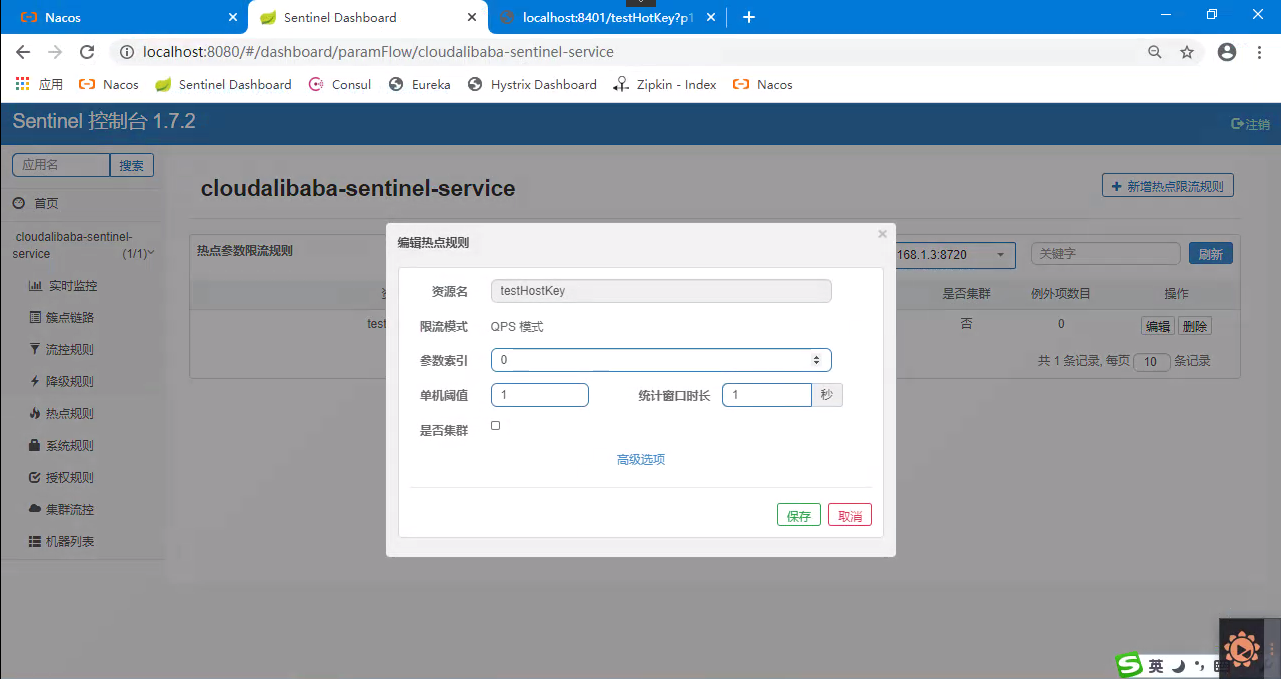 Nacos
Sentinel Dashboard
localhost:8401/testHotKey?p1
localhost:8080/#/dashboard/paramFlow/cloudalibaba-sentinel-service
应用
Nacos
Sentinel Dashboard
Consul
Eureka
Hystrix Dashboard
Zipkin - Index
Nacos
Sentinel 控制台 1.7.2
注销
应用名
搜索
首页
cloudalibaba-sentinel-
service
(1/1)
实时监控
簇点链路
流控规则
降级规则
热点规则
系统规则
授权规则
集群流控
机器列表
cloudalibaba-sentinel-service
新增热点限流规则
热点参数限流规则
168.1.3:8720
关键字
刷新
是否集群
例外项数目
操作
test
否
0
编辑
删除
共 1 条记录, 每页 10 条记录
编辑热点规则
资源名
testHostKey
限流模式
QPS 模式
参数索引
0
单机阈值
1
统计窗口时长
1
秒
是否集群
高级选项
保存
取消
英